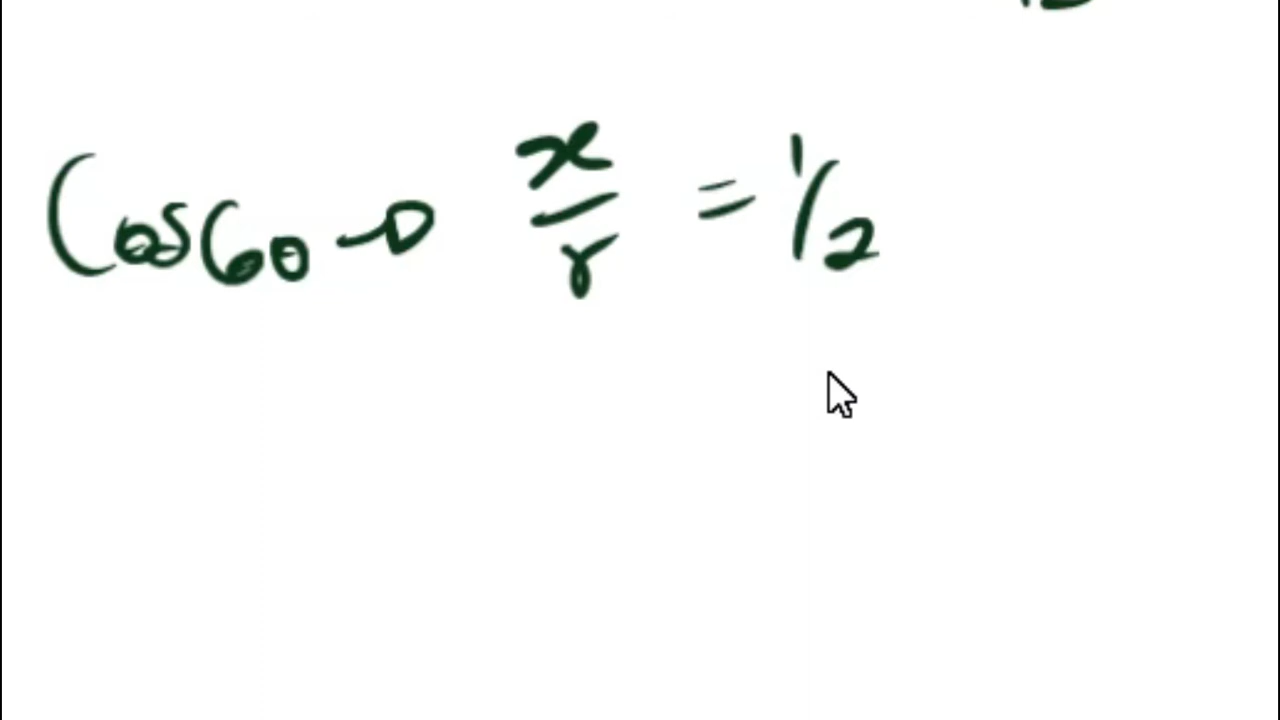 Cos60 → x/r = 1/2